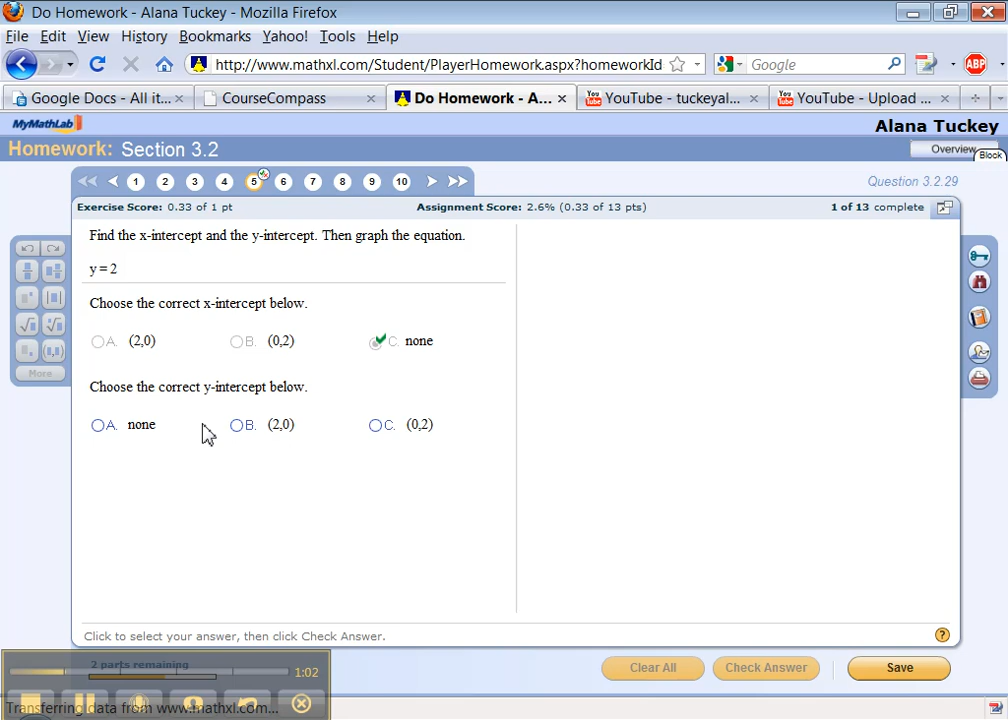 Do Homework - Alana Tuckey - Mozilla Firefox
File Edit View History Bookmarks Yahoo! Tools Help
http://www.mathxl.com/Student/PlayerHomework.aspx?homeworkId
Google
ABP
Google Docs - All it...
CourseCompass
Do Homework - A...
YouTube - tuckeyal...
YouTube - Upload ...
MyMathLab
Alana Tuckey
Homework: Section 3.2
Overview
Block
1 2 3 4 5 6 7 8 9 10
Question 3.2.29
Exercise Score: 0.33 of 1 pt
Assignment Score: 2.6% (0.33 of 13 pts)
1 of 13 complete
Find the x-intercept and the y-intercept. Then graph the equation.
y = 2
Choose the correct x-intercept below.
A. (2,0)
B. (0,2)
C. none
Choose the correct y-intercept below.
A. none
B. (2,0)
C. (0,2)
More
Click to select your answer, then click Check Answer.
?
2 parts remaining
1:02
Clear All
Check Answer
Save
Transferring data from www.mathxl.com...